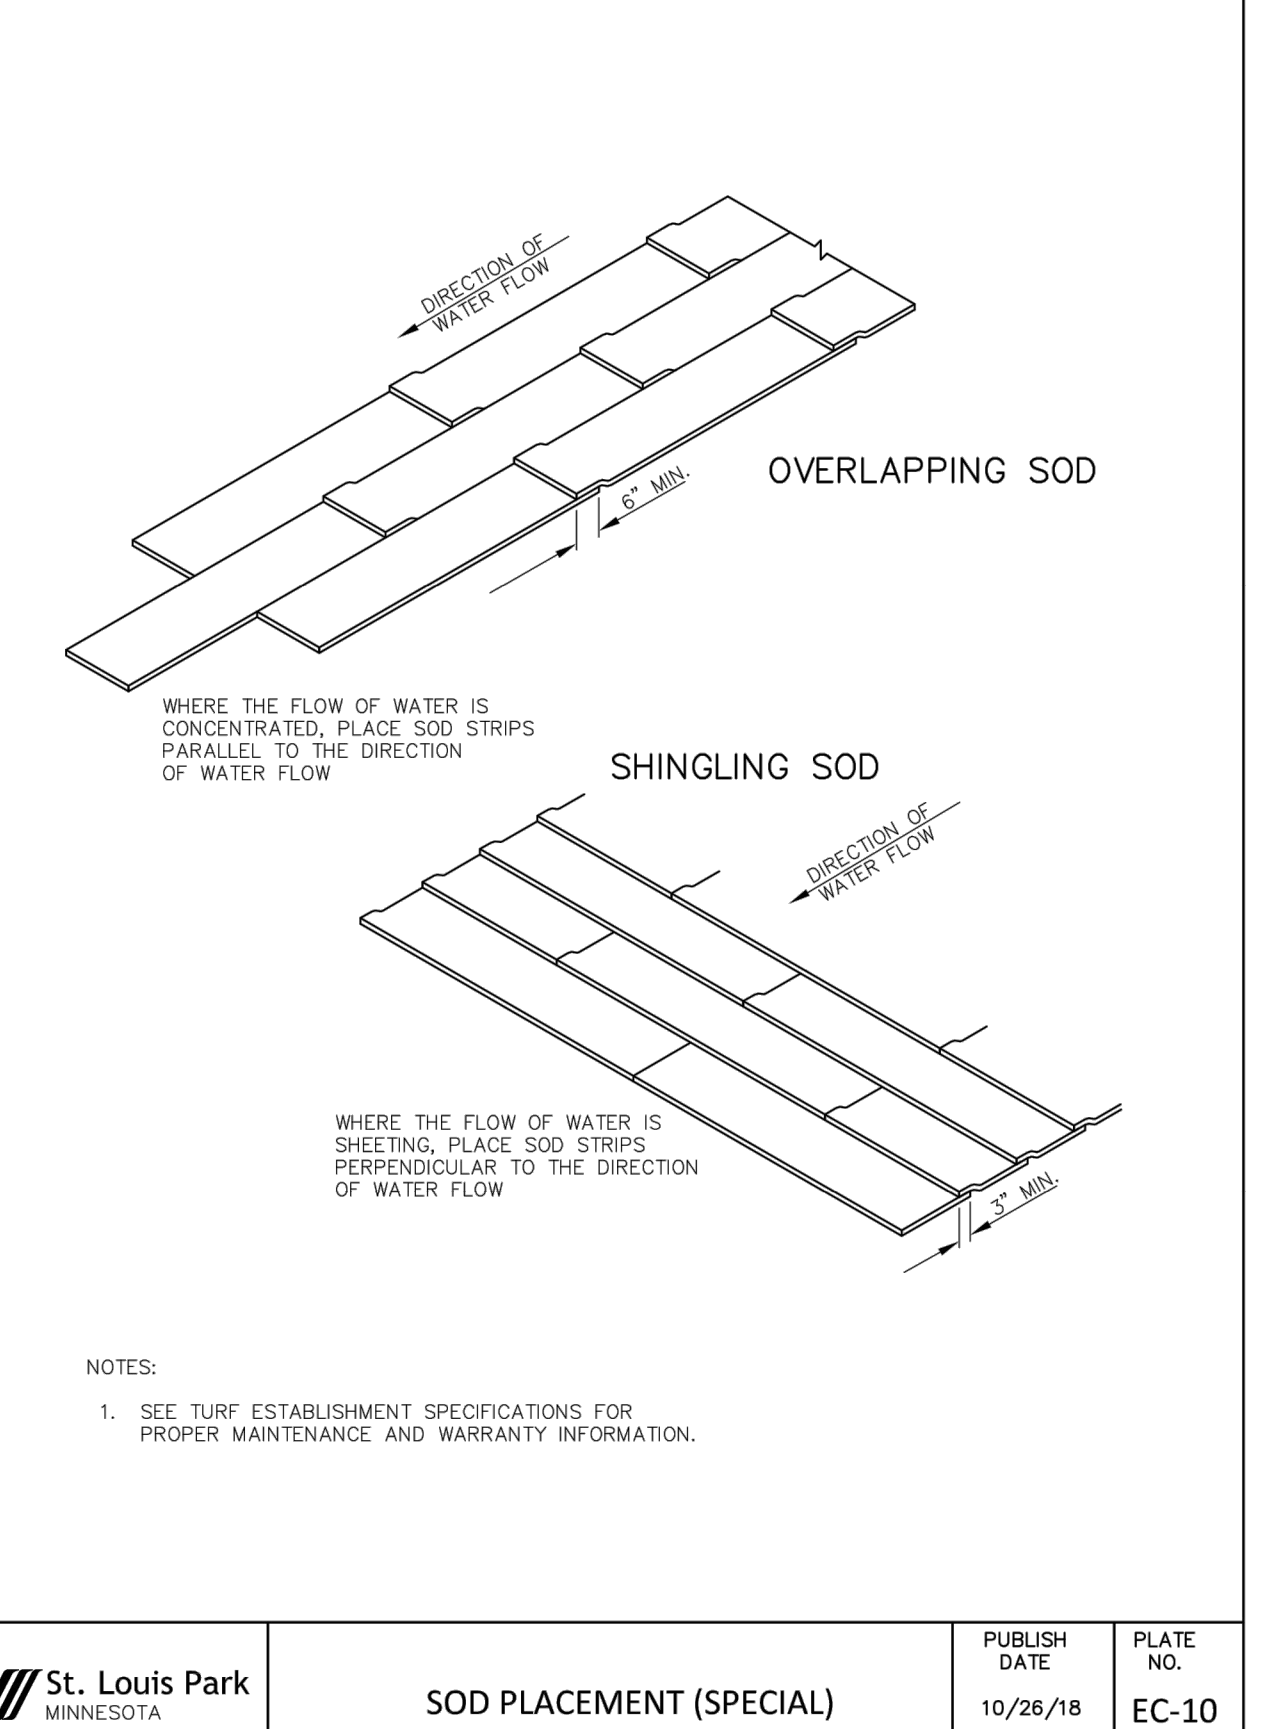 DIRECTION OF
WATER FLOW
OVERLAPPING SOD
6" MIN.
WHERE THE FLOW OF WATER IS
CONCENTRATED, PLACE SOD STRIPS
PARALLEL TO THE DIRECTION
OF WATER FLOW
SHINGLING SOD
DIRECTION OF
WATER FLOW
WHERE THE FLOW OF WATER IS
SHEETING, PLACE SOD STRIPS
PERPENDICULAR TO THE DIRECTION
OF WATER FLOW
3" MIN.
NOTES:
1. SEE TURF ESTABLISHMENT SPECIFICATIONS FOR
PROPER MAINTENANCE AND WARRANTY INFORMATION.
St. Louis Park
MINNESOTA
SOD PLACEMENT (SPECIAL)
PUBLISH
DATE
10/26/18
PLATE
NO.
EC-10